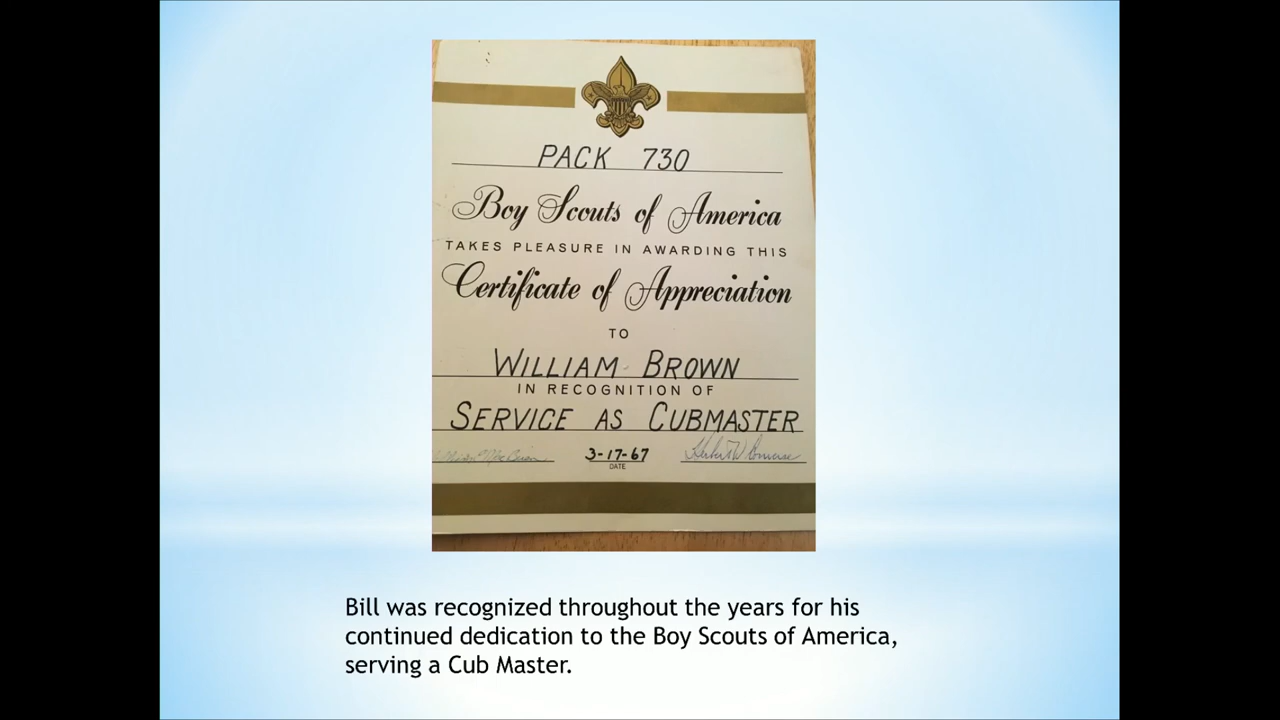 PACK 730
Boy Scouts of America
TAKES PLEASURE IN AWARDING THIS
Certificate of Appreciation
TO
WILLIAM BROWN
IN RECOGNITION OF
SERVICE AS CUBMASTER
3-17-67
DATE
Bill was recognized throughout the years for his
continued dedication to the Boy Scouts of America,
serving a Cub Master.